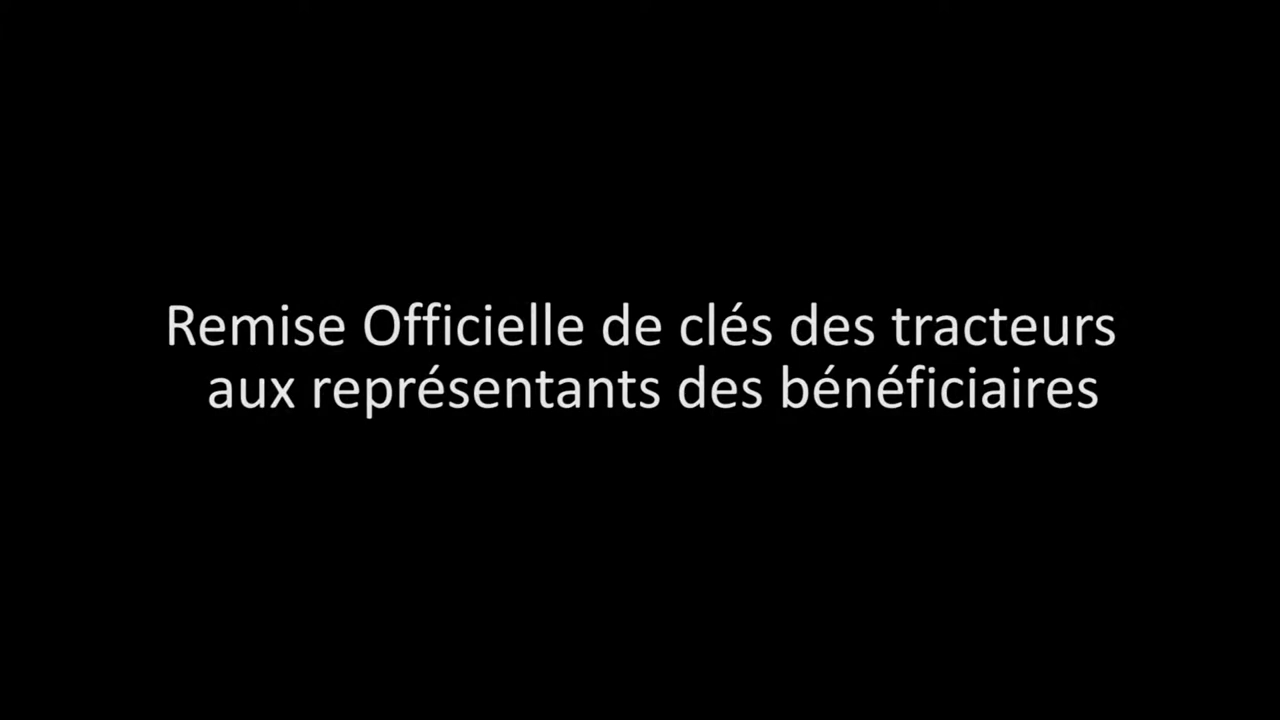 Remise Officielle de clés des tracteurs
aux représentants des bénéficiaires